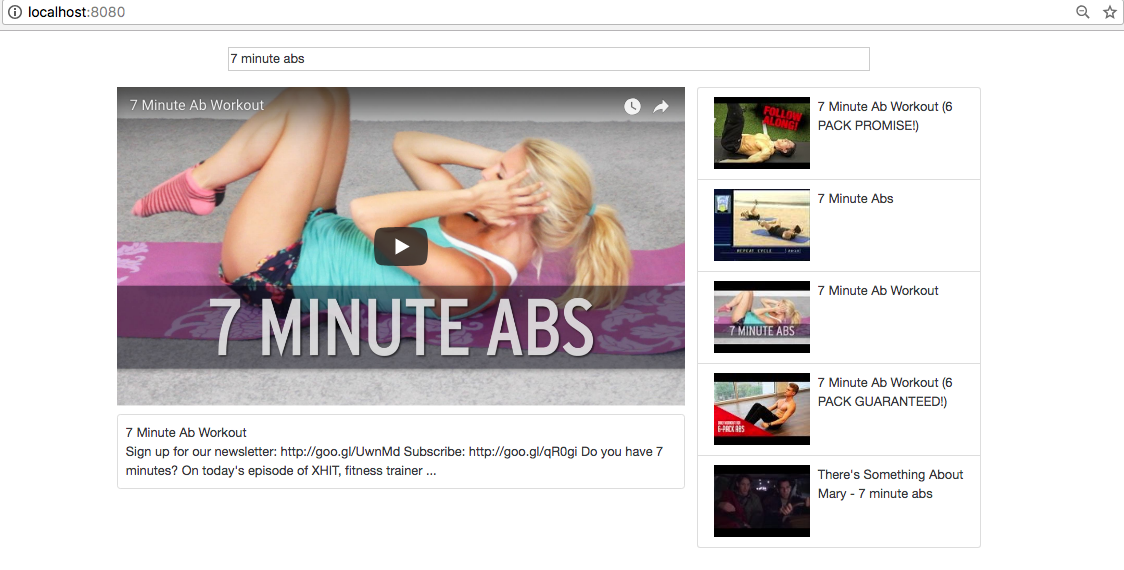 localhost:8080
7 minute abs
7 Minute Ab Workout
7 MINUTE ABS
7 Minute Ab Workout
Sign up for our newsletter: http://goo.gl/UwnMd Subscribe: http://goo.gl/qR0gi Do you have 7
minutes? On today's episode of XHIT, fitness trainer ...
FOLLOW
ALONG!
7 Minute Ab Workout (6
PACK PROMISE!)
REPEAT CYCLE
7 Minute Abs
7 MINUTE ABS
7 Minute Ab Workout
6-PACK ABS
7 Minute Ab Workout (6
PACK GUARANTEED!)
There's Something About
Mary - 7 minute abs